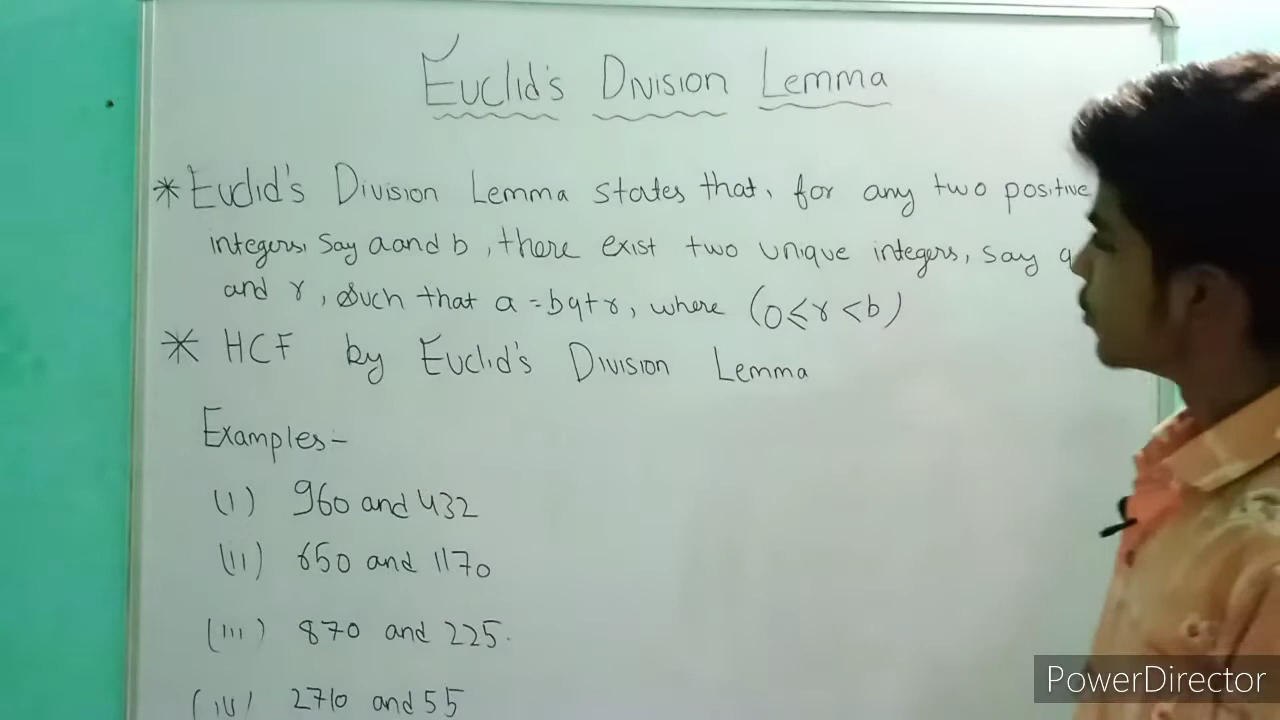 Euclid's Division Lemma
* Euclid's Division Lemma states that, for any two positive
integers, say a and b, there exist two unique integers, say q
and r, such that a = bq+r, where (0≤r<b)
* HCF by Euclid's Division Lemma
Examples-
(i) 960 and 432
(ii) 650 and 1170
(iii) 870 and 225.
(iv) 2710 and 55
PowerDirector